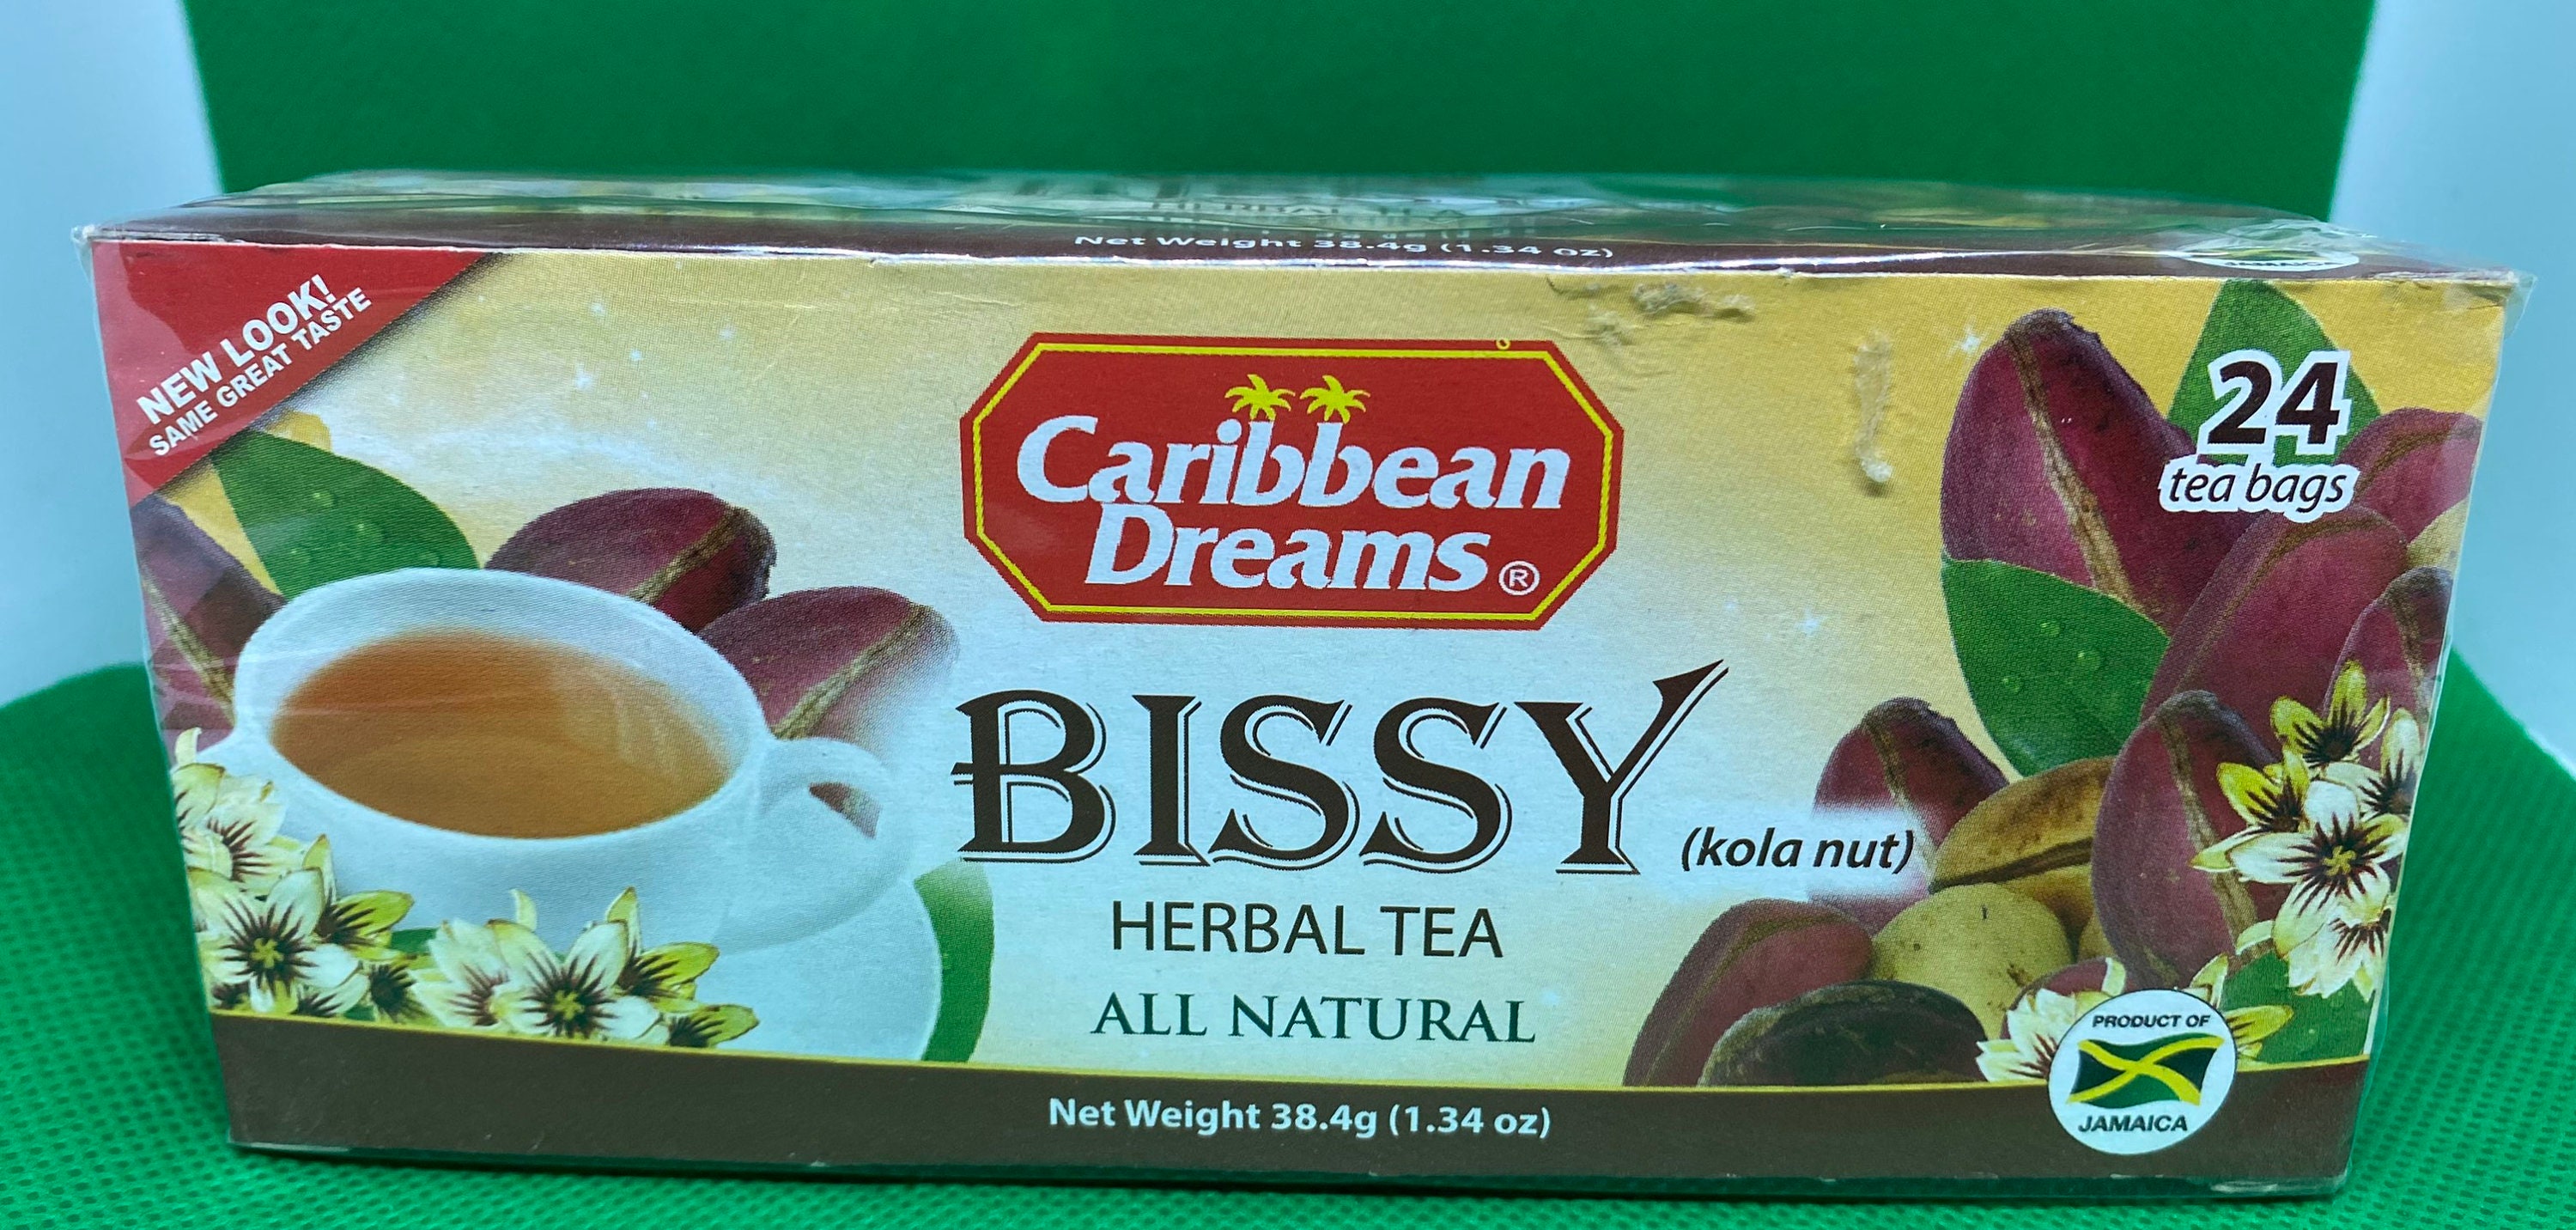 Net Weight 38.4g (1.34 oz)
NEW LOOK!
SAME GREAT TASTE
Caribbean
Dreams®
24
tea bags
BISSY
(kola nut)
HERBAL TEA
ALL NATURAL
PRODUCT OF
JAMAICA
Net Weight 38.4g (1.34 oz)